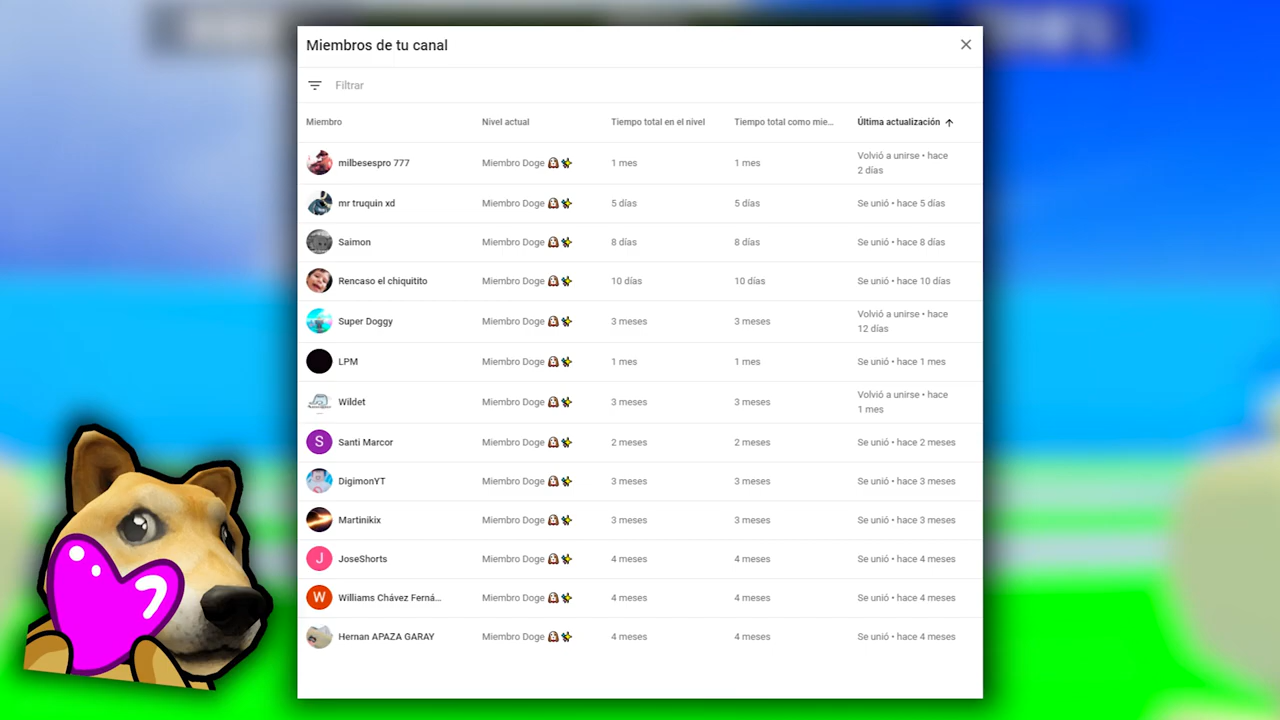 Miembros de tu canal
Filtrar
Miembro Nivel actual Tiempo total en el nivel Tiempo total como mie... Última actualización
milbesespro 777 Miembro Doge 1 mes 1 mes Volvió a unirse • hace
2 días
mr truquin xd Miembro Doge 5 días 5 días Se unió • hace 5 días
Saimon Miembro Doge 8 días 8 días Se unió • hace 8 días
Rencaso el chiquitito Miembro Doge 10 días 10 días Se unió • hace 10 días
Super Doggy Miembro Doge 3 meses 3 meses Volvió a unirse • hace
12 días
LPM Miembro Doge 1 mes 1 mes Se unió • hace 1 mes
Wildet Miembro Doge 3 meses 3 meses Volvió a unirse • hace
1 mes
S Santi Marcor Miembro Doge 2 meses 2 meses Se unió • hace 2 meses
DigimonYT Miembro Doge 3 meses 3 meses Se unió • hace 3 meses
Martinikix Miembro Doge 3 meses 3 meses Se unió • hace 3 meses
J JoseShorts Miembro Doge 4 meses 4 meses Se unió • hace 4 meses
W Williams Chávez Ferná... Miembro Doge 4 meses 4 meses Se unió • hace 4 meses
Hernan APAZA GARAY Miembro Doge 4 meses 4 meses Se unió • hace 4 meses